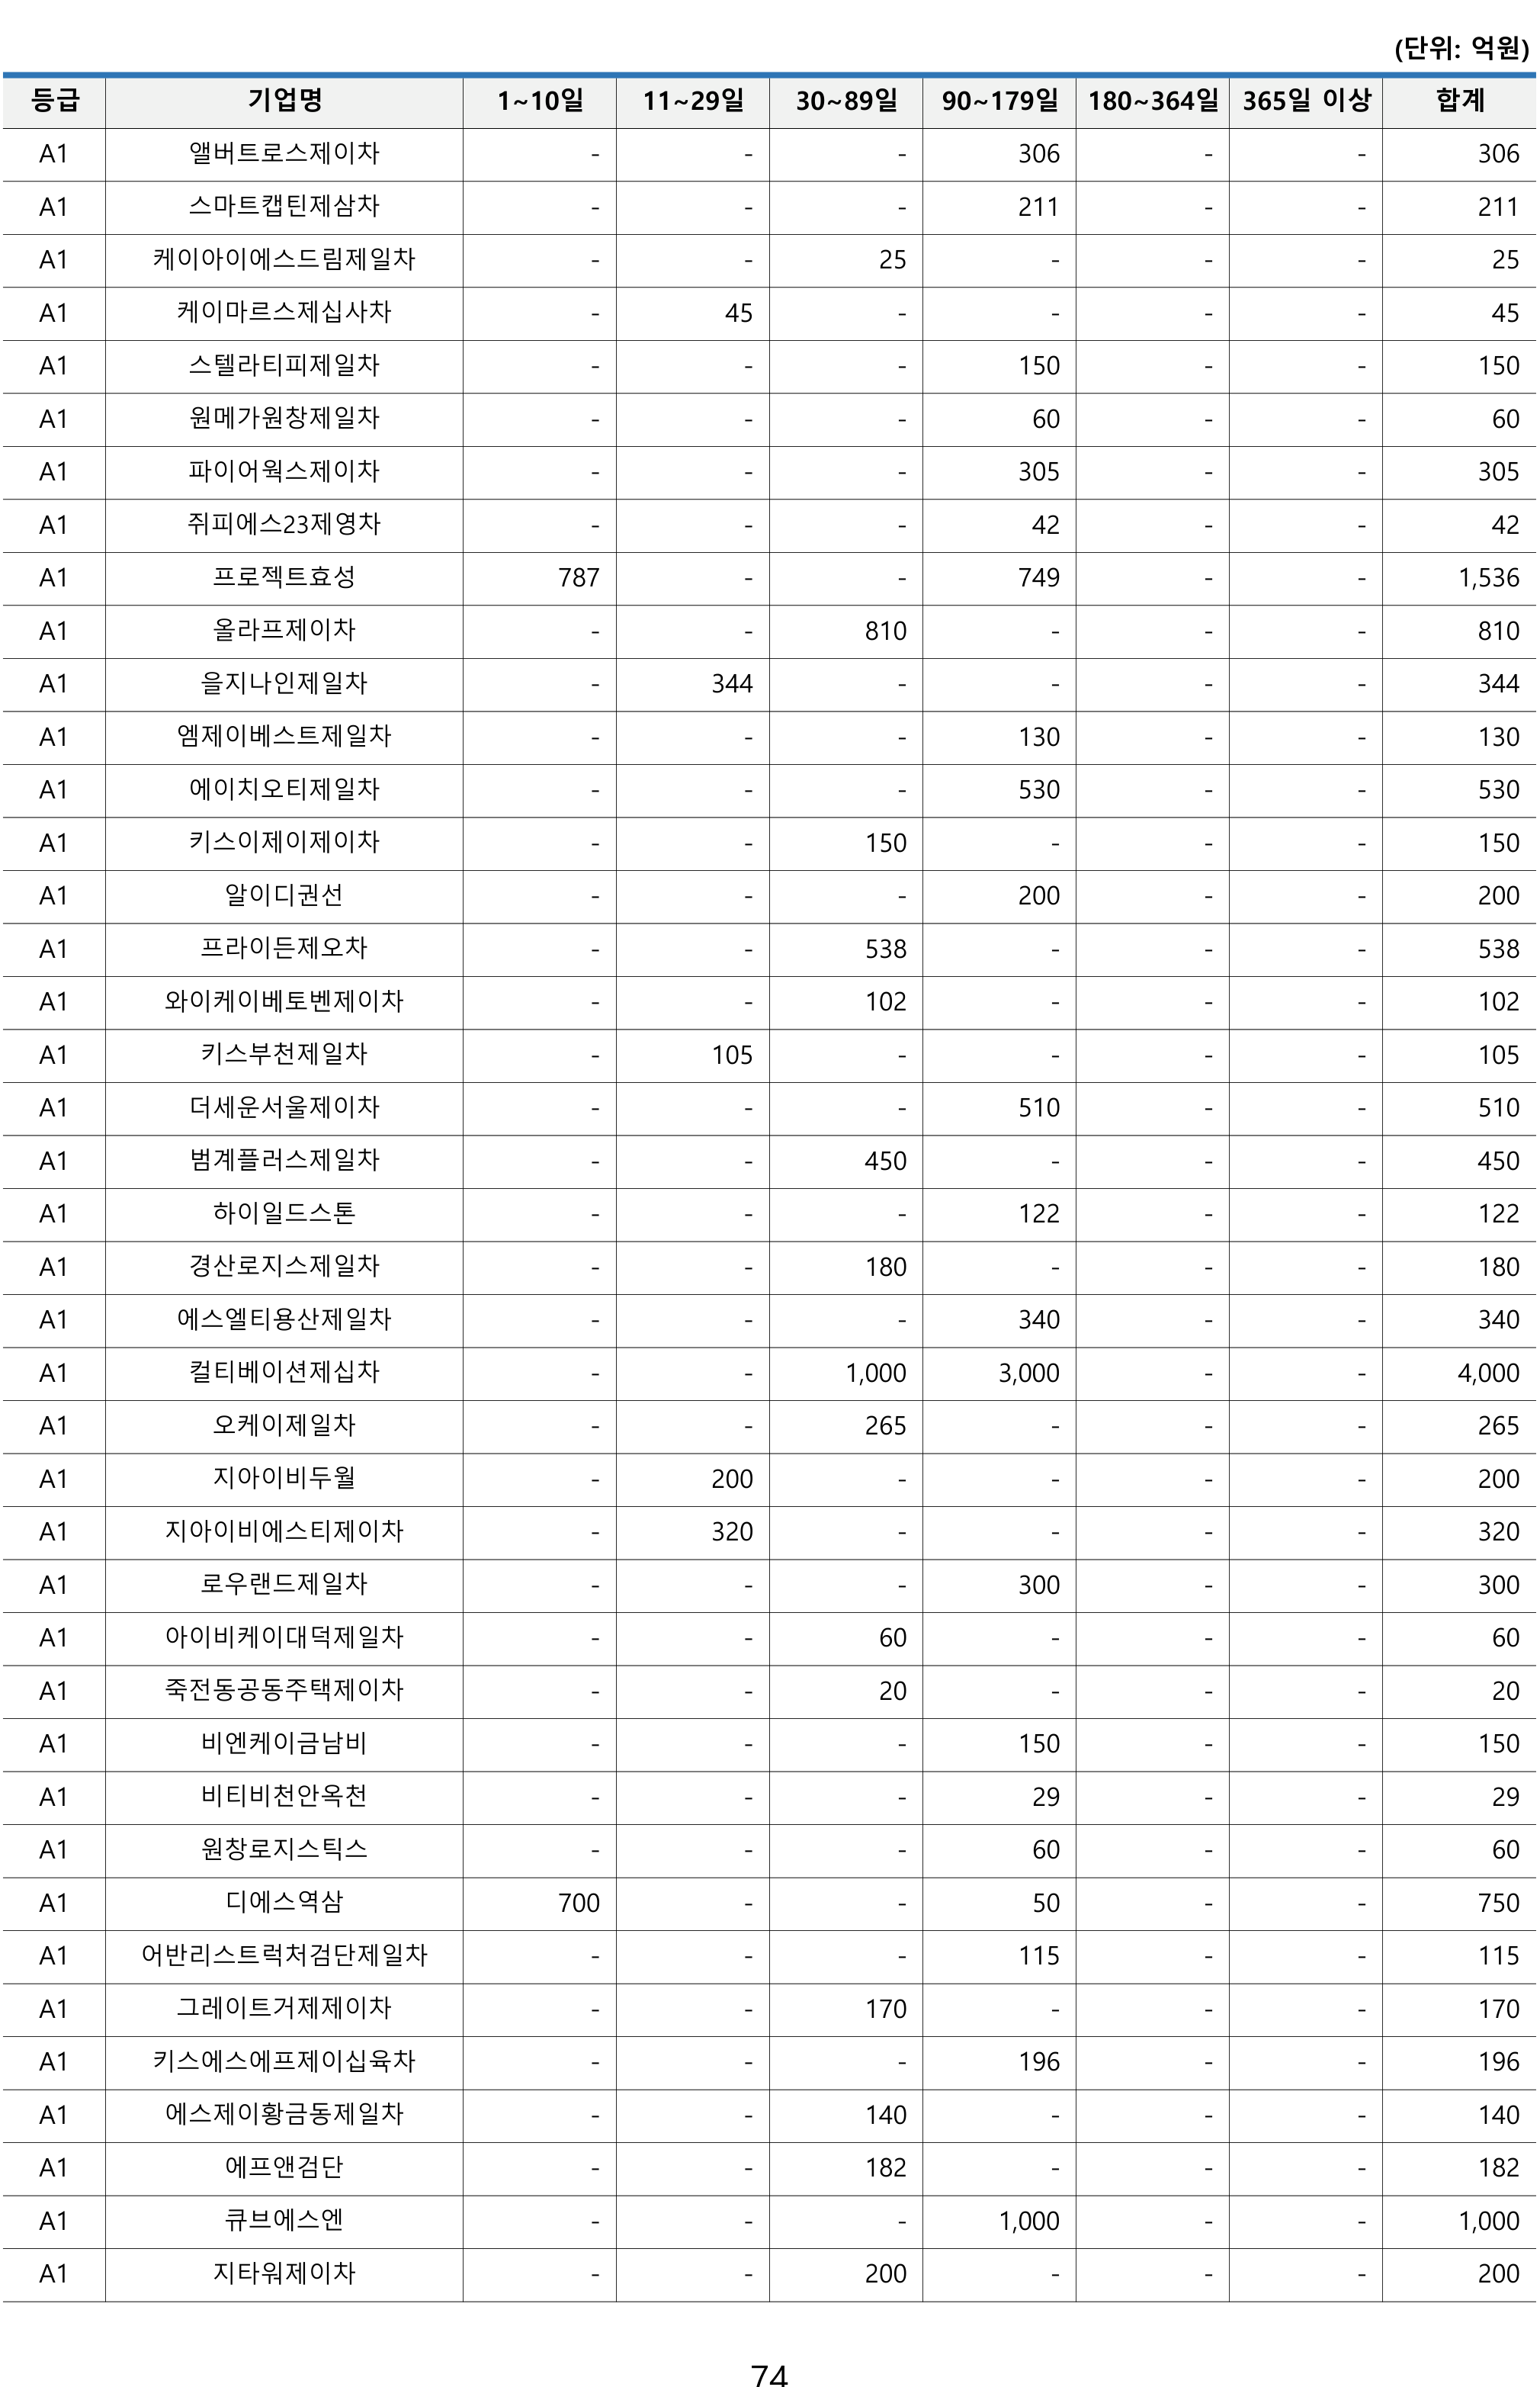 (단위: 억원)
등급 기업명 1~10일 11~29일 30~89일 90~179일 180~364일 365일 이상 합계
A1 앨버트로스제이차 - - - 306 - - 306
A1 스마트캡틴제삼차 - - - 211 - - 211
A1 케이아이에스드림제일차 - - 25 - - - 25
A1 케이마르스제십사차 - 45 - - - - 45
A1 스텔라티피제일차 - - - 150 - - 150
A1 원메가원창제일차 - - - 60 - - 60
A1 파이어웍스제이차 - - - 305 - - 305
A1 쥐피에스23제영차 - - - 42 - - 42
A1 프로젝트효성 787 - - 749 - - 1,536
A1 올라프제이차 - - 810 - - - 810
A1 을지나인제일차 - 344 - - - - 344
A1 엠제이베스트제일차 - - - 130 - - 130
A1 에이치오티제일차 - - - 530 - - 530
A1 키스이제이제이차 - - 150 - - - 150
A1 알이디권선 - - - 200 - - 200
A1 프라이든제오차 - - 538 - - - 538
A1 와이케이베토벤제이차 - - 102 - - - 102
A1 키스부천제일차 - 105 - - - - 105
A1 더세운서울제이차 - - - 510 - - 510
A1 범계플러스제일차 - - 450 - - - 450
A1 하이일드스톤 - - - 122 - - 122
A1 경산로지스제일차 - - 180 - - - 180
A1 에스엘티용산제일차 - - - 340 - - 340
A1 컬티베이션제십차 - - 1,000 3,000 - - 4,000
A1 오케이제일차 - - 265 - - - 265
A1 지아이비두월 - 200 - - - - 200
A1 지아이비에스티제이차 - 320 - - - - 320
A1 로우랜드제일차 - - - 300 - - 300
A1 아이비케이대덕제일차 - - 60 - - - 60
A1 죽전동공동주택제이차 - - 20 - - - 20
A1 비엔케이금남비 - - - 150 - - 150
A1 비티비천안옥천 - - - 29 - - 29
A1 원창로지스틱스 - - - 60 - - 60
A1 디에스역삼 700 - - 50 - - 750
A1 어반리스트럭처검단제일차 - - - 115 - - 115
A1 그레이트거제제이차 - - 170 - - - 170
A1 키스에스에프제이십육차 - - - 196 - - 196
A1 에스제이황금동제일차 - - 140 - - - 140
A1 에프앤검단 - - 182 - - - 182
A1 큐브에스엔 - - - 1,000 - - 1,000
A1 지타워제이차 - - 200 - - - 200
74